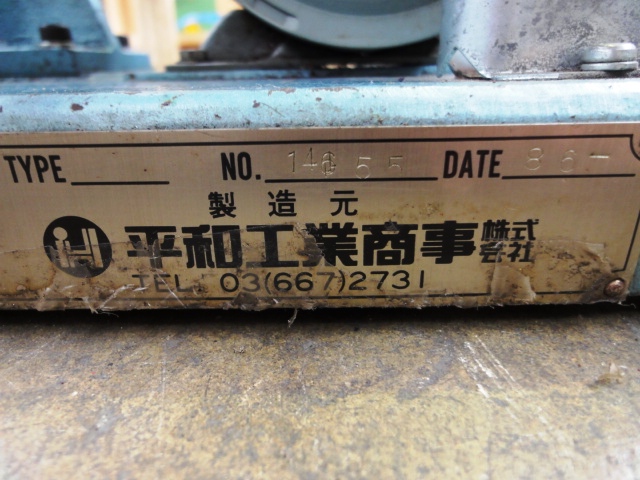 TYPE NO. 14655 DATE 86-
製造元
平和工業商事株式会社
TEL. 03(667)2731